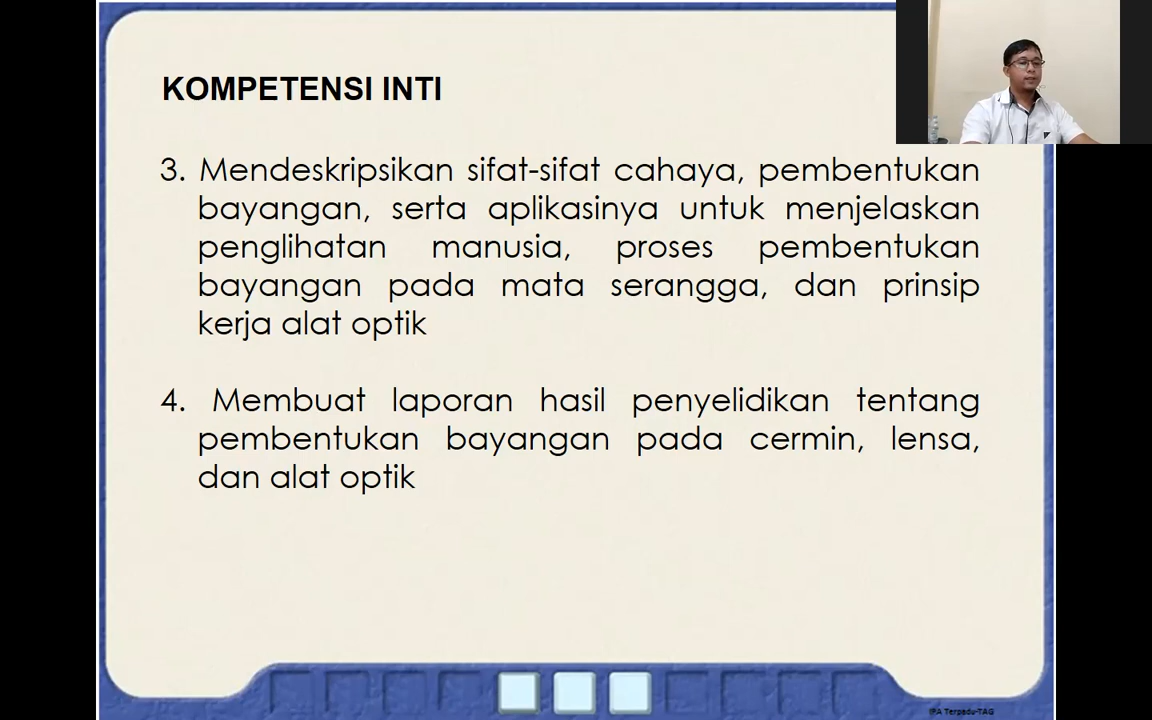 KOMPETENSI INTI
3. Mendeskripsikan sifat-sifat cahaya, pembentukan
bayangan, serta aplikasinya untuk menjelaskan
penglihatan manusia, proses pembentukan
bayangan pada mata serangga, dan prinsip
kerja alat optik
4. Membuat laporan hasil penyelidikan tentang
pembentukan bayangan pada cermin, lensa,
dan alat optik
IPA Terpadu-TAG